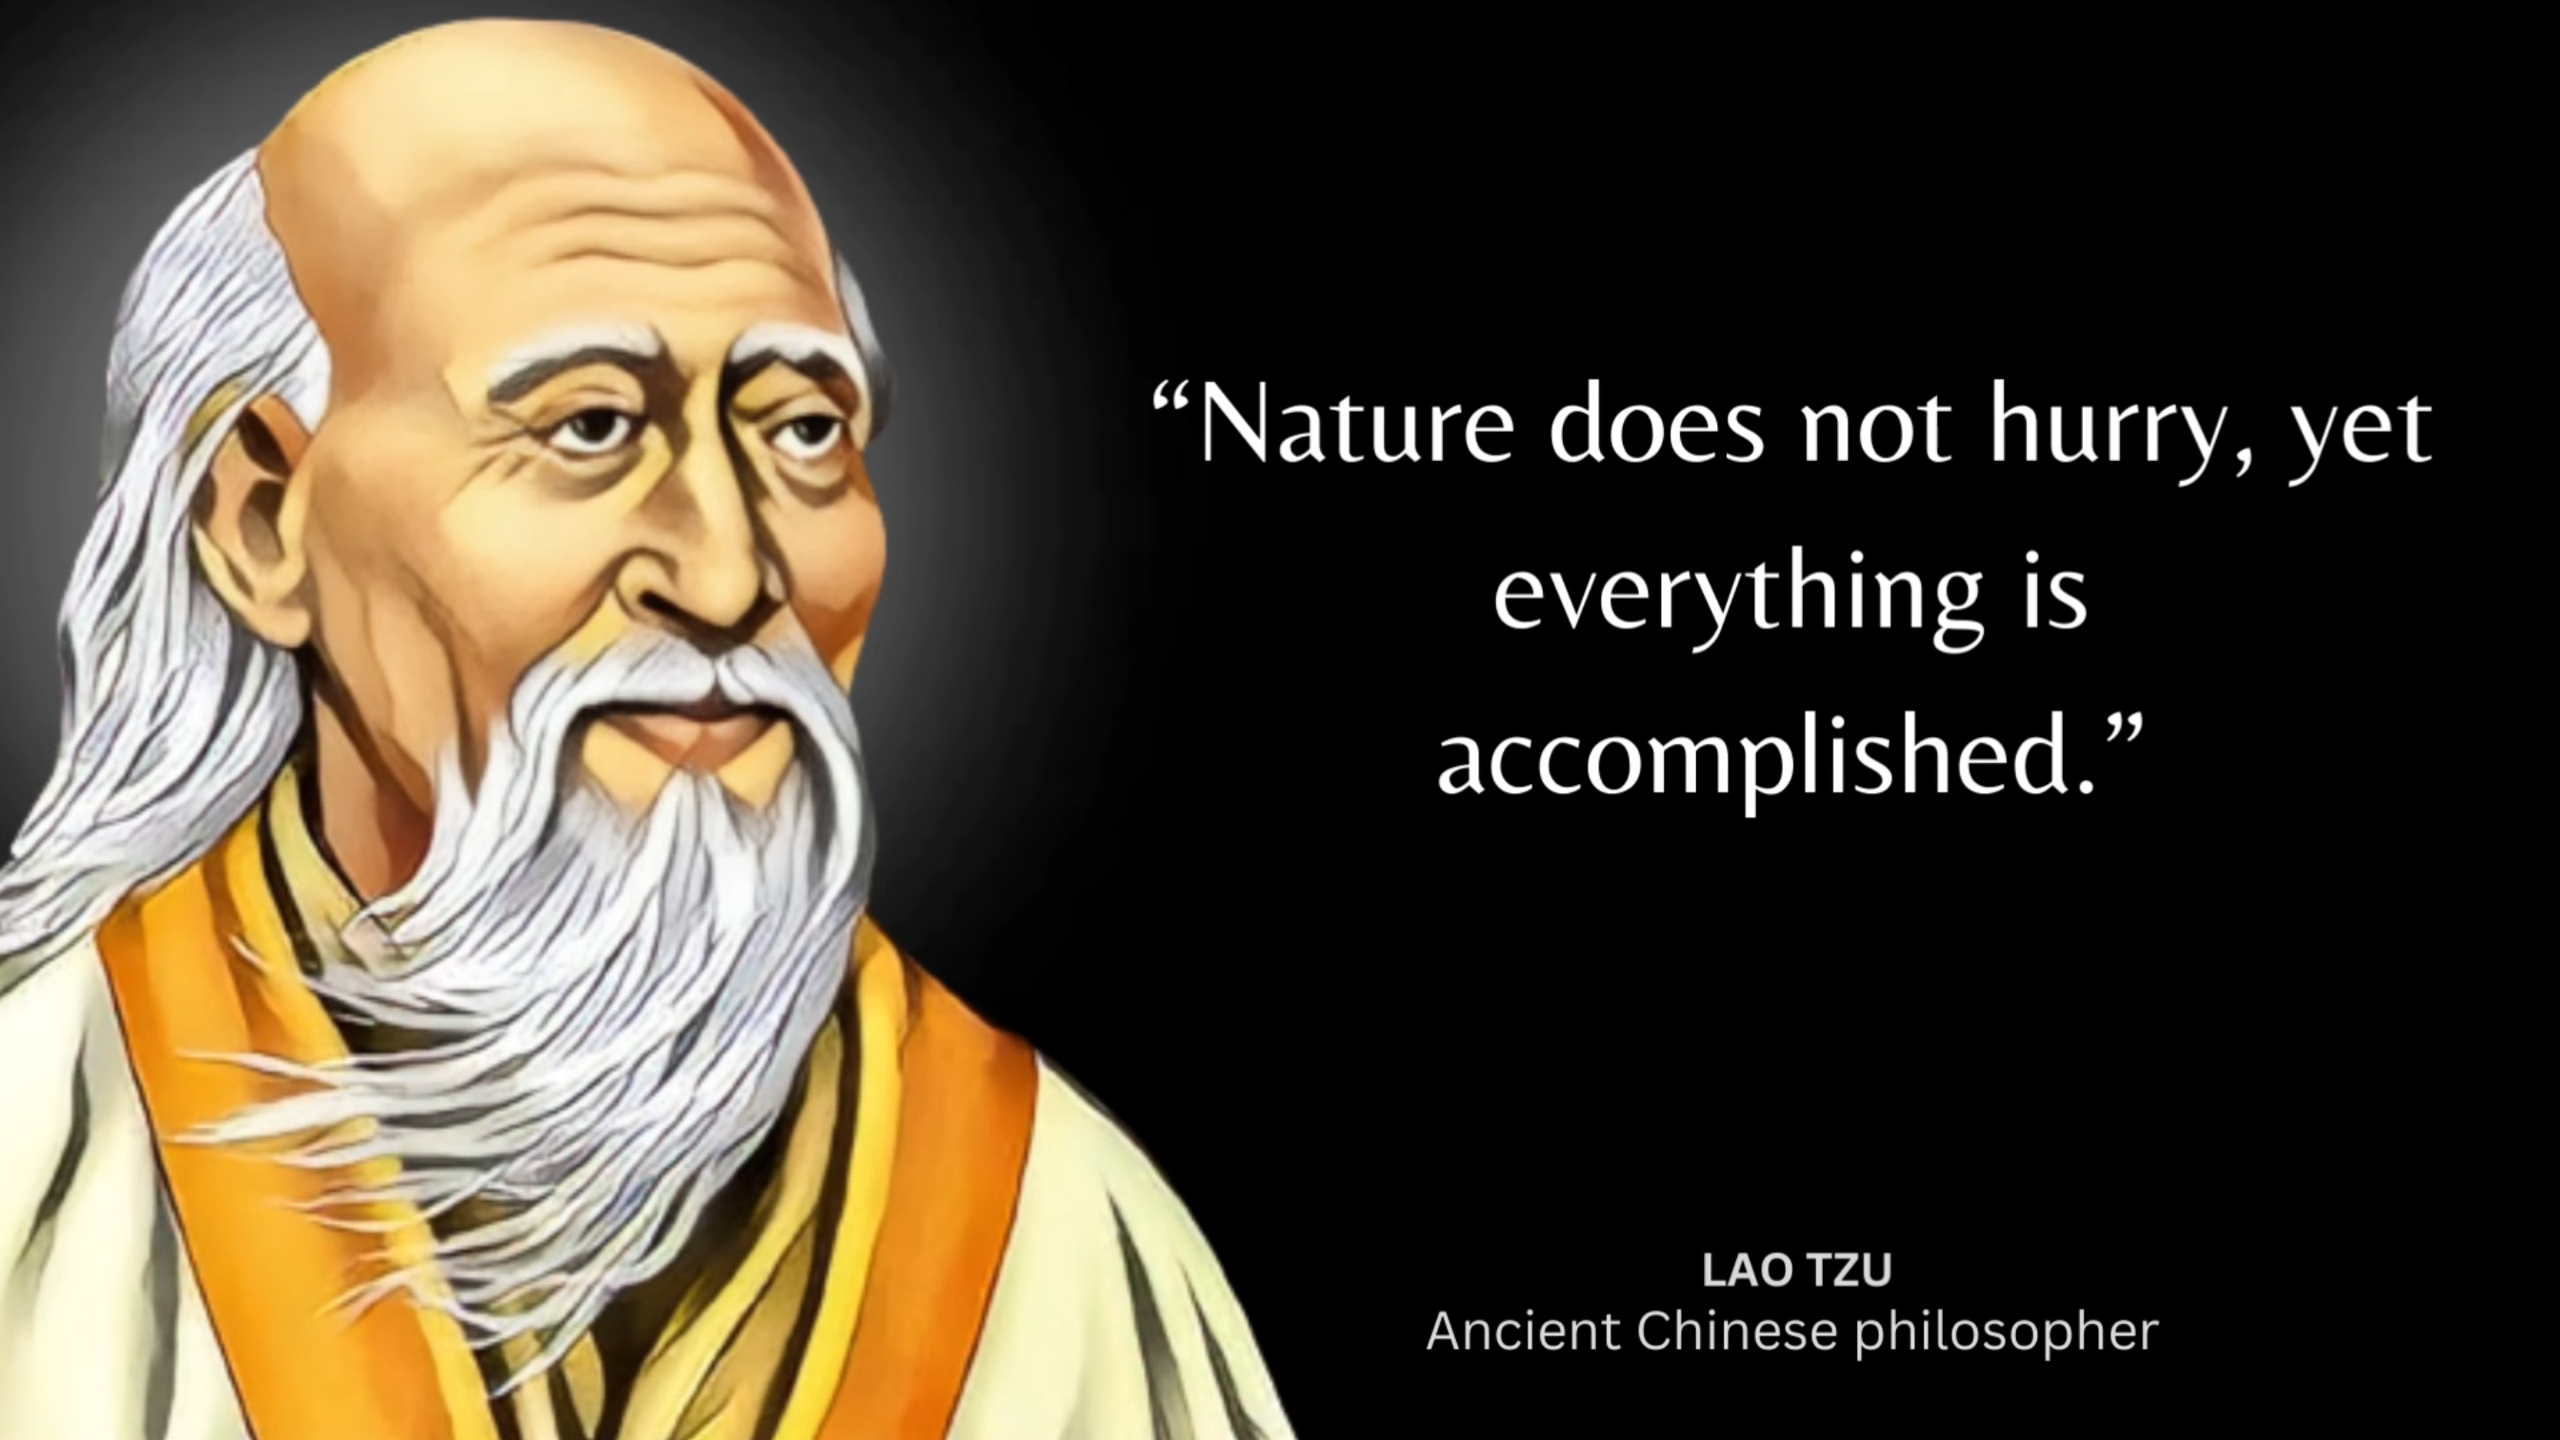 “Nature does not hurry, yet
everything is
accomplished.”
LAO TZU
Ancient Chinese philosopher